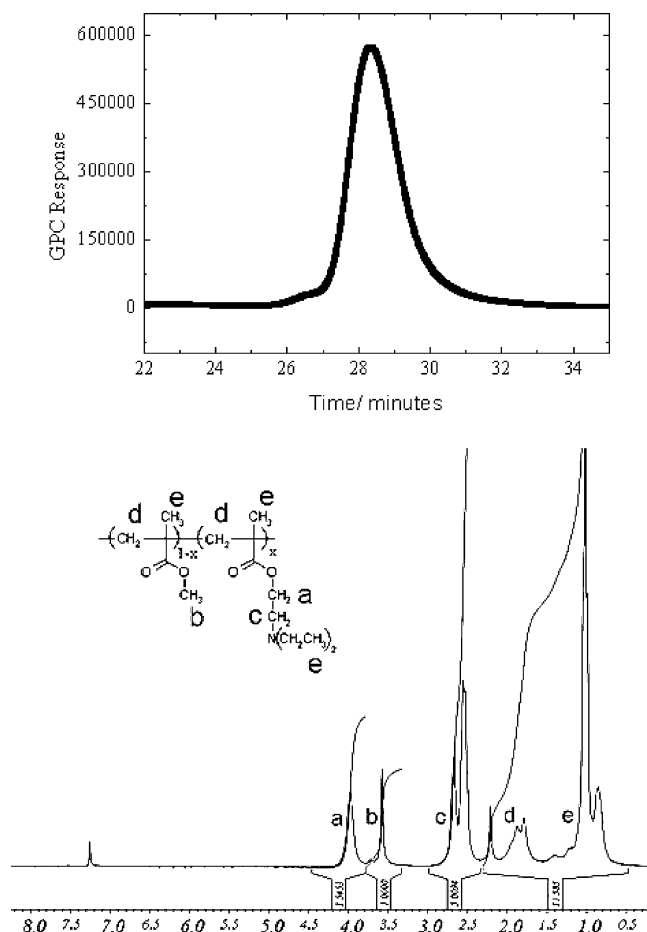 600000
450000
300000
150000
0
GPC Response
22 24 26 28 30 32 34
Time/ minutes
d e d e
CH₃ CH₃
CH₂ CH₂
1-x x
O O O O
CH₃ CH₂ a
b c CH₂
N(CH₂CH₃)₂
e
a b c d e
1.0000
8.0 7.5 7.0 6.5 6.0 5.5 5.0 4.5 4.0 3.5 3.0 2.5 2.0 1.5 1.0 0.5